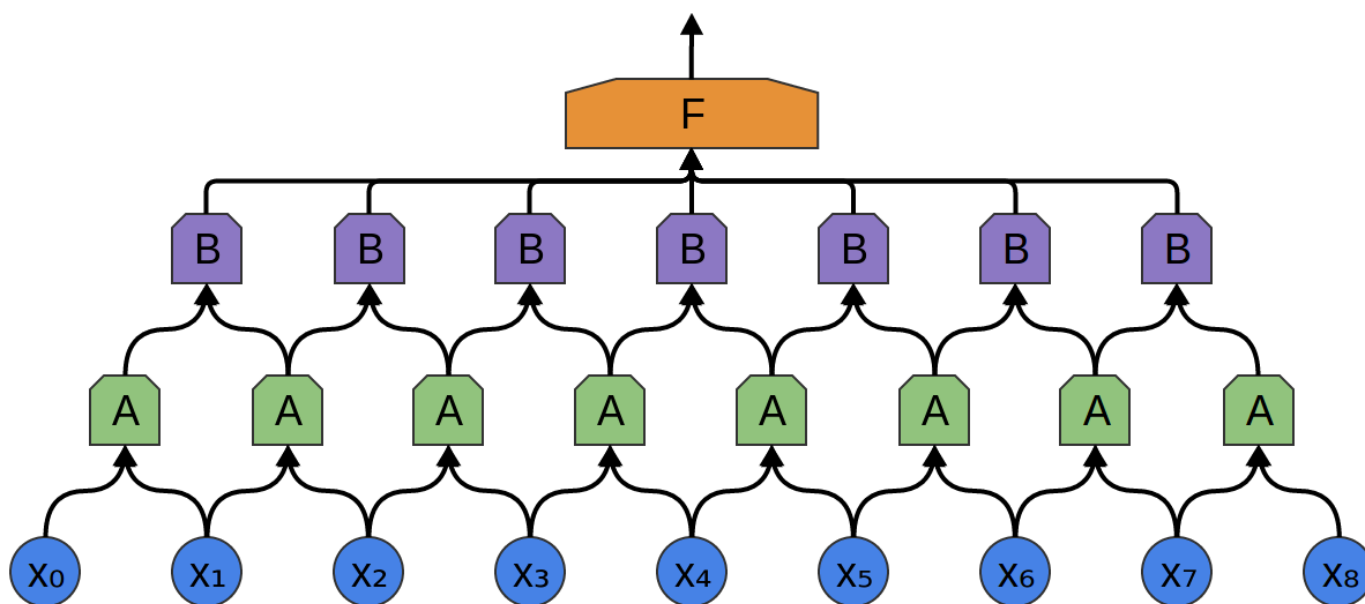 F
B B B B B B B
A A A A A A A A
x₀ x₁ x₂ x₃ x₄ x₅ x₆ x₇ x₈